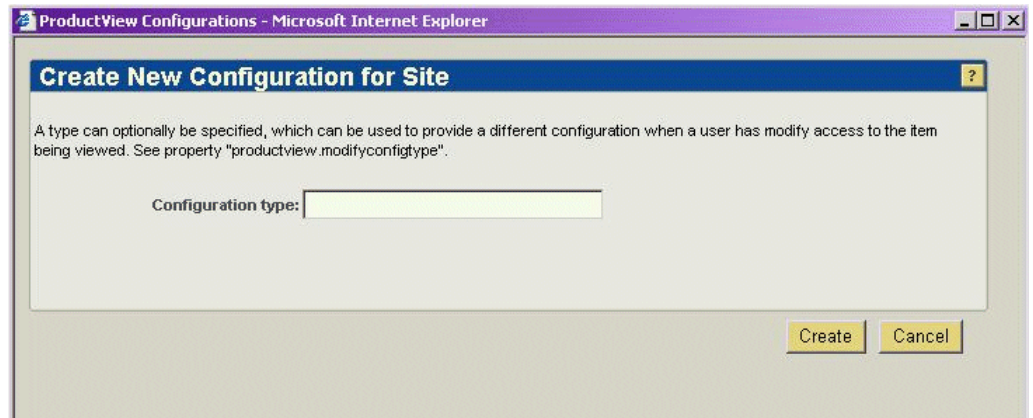 ProductView Configurations - Microsoft Internet Explorer
Create New Configuration for Site
?
A type can optionally be specified, which can be used to provide a different configuration when a user has modify access to the item
being viewed. See property "productview.modifyconfigtype".
Configuration type:
Create Cancel